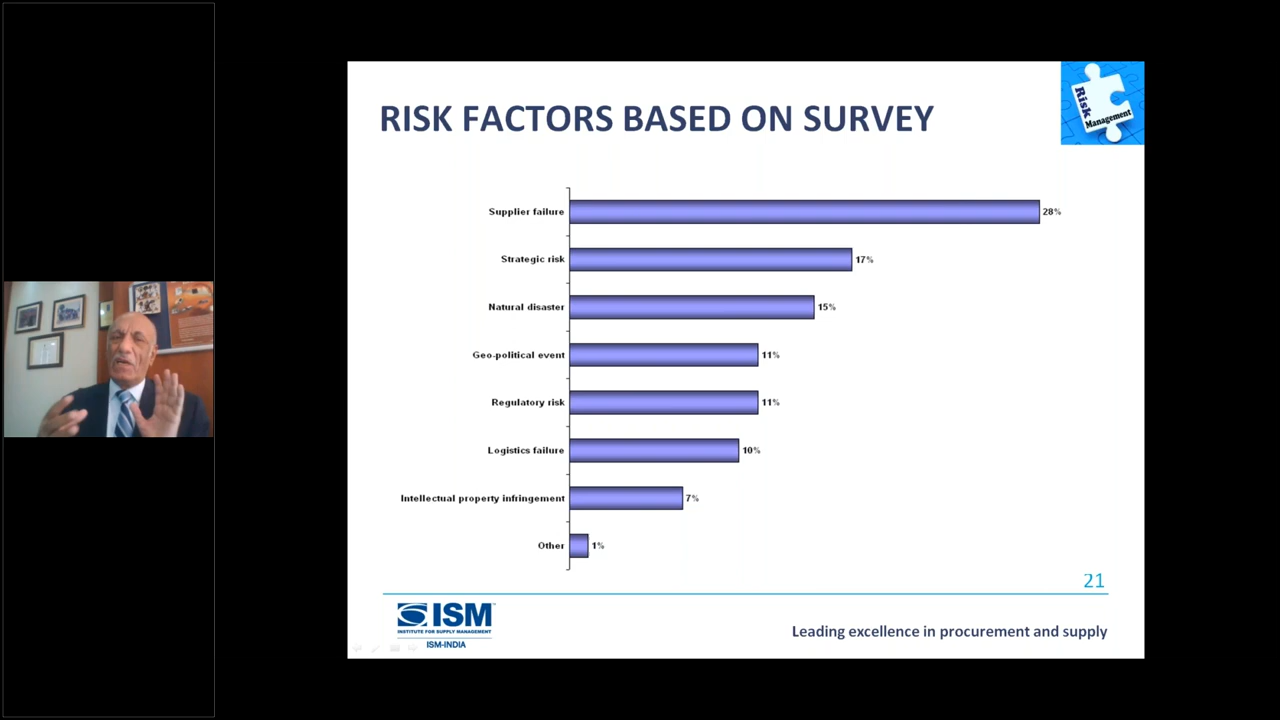 RISK FACTORS BASED ON SURVEY
Risk
Management
Supplier failure
28%
Strategic risk
17%
Natural disaster
15%
Geo-political event
11%
Regulatory risk
11%
Logistics failure
10%
Intellectual property infringement
7%
Other
1%
21
ISM
INSTITUTE FOR SUPPLY MANAGEMENT
ISM-INDIA
Leading excellence in procurement and supply